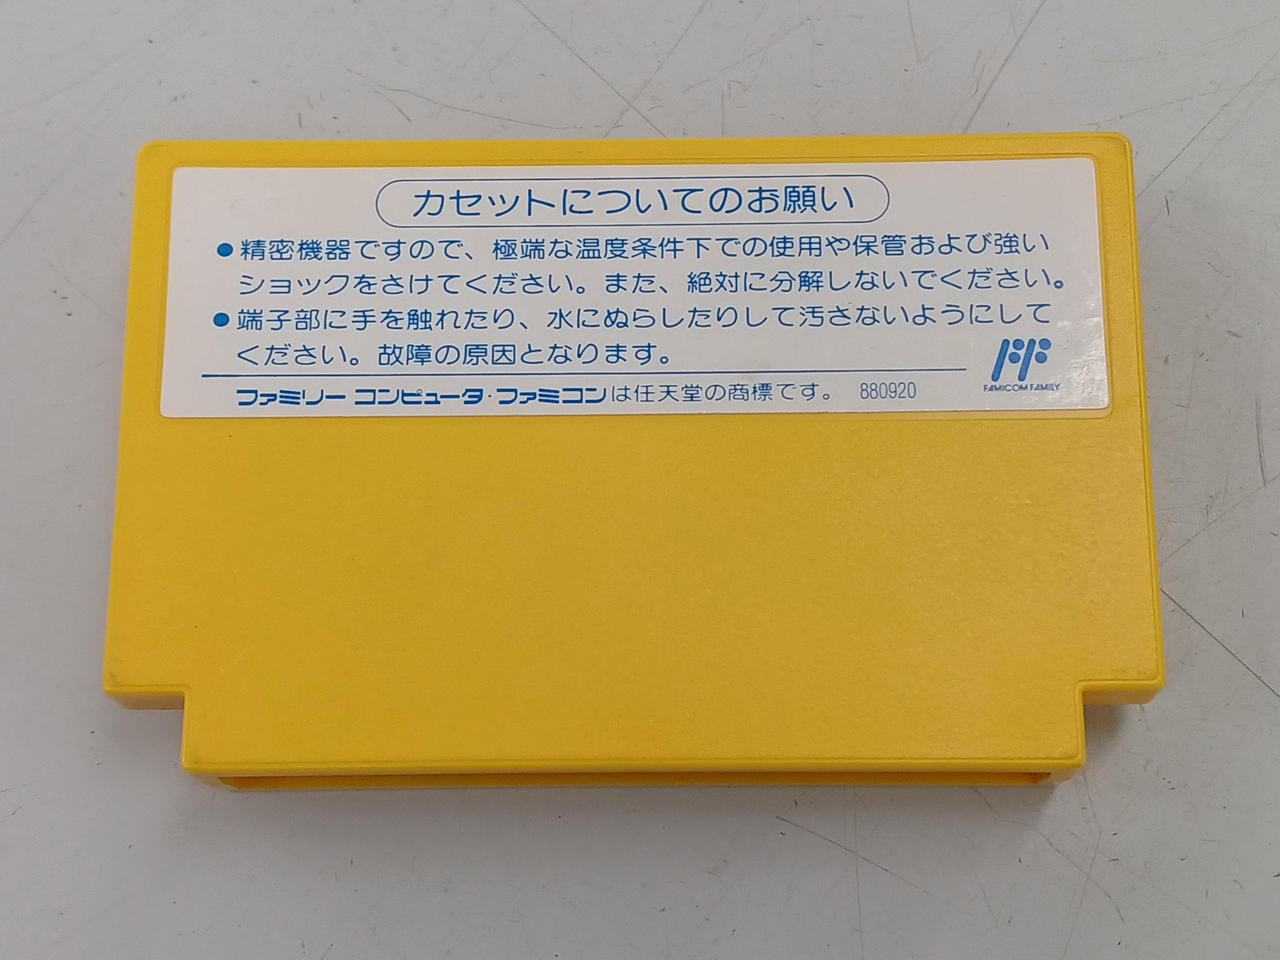 カセットについてのお願い
●精密機器ですので、極端な温度条件下での使用や保管および強い
ショックをさけてください。また、絶対に分解しないでください。
●端子部に手を触れたり、水にぬらしたりして汚さないようにして
ください。故障の原因となります。
ファミリー コンピュータ・ファミコンは任天堂の商標です。 880920
FF
FAMICOM FAMILY